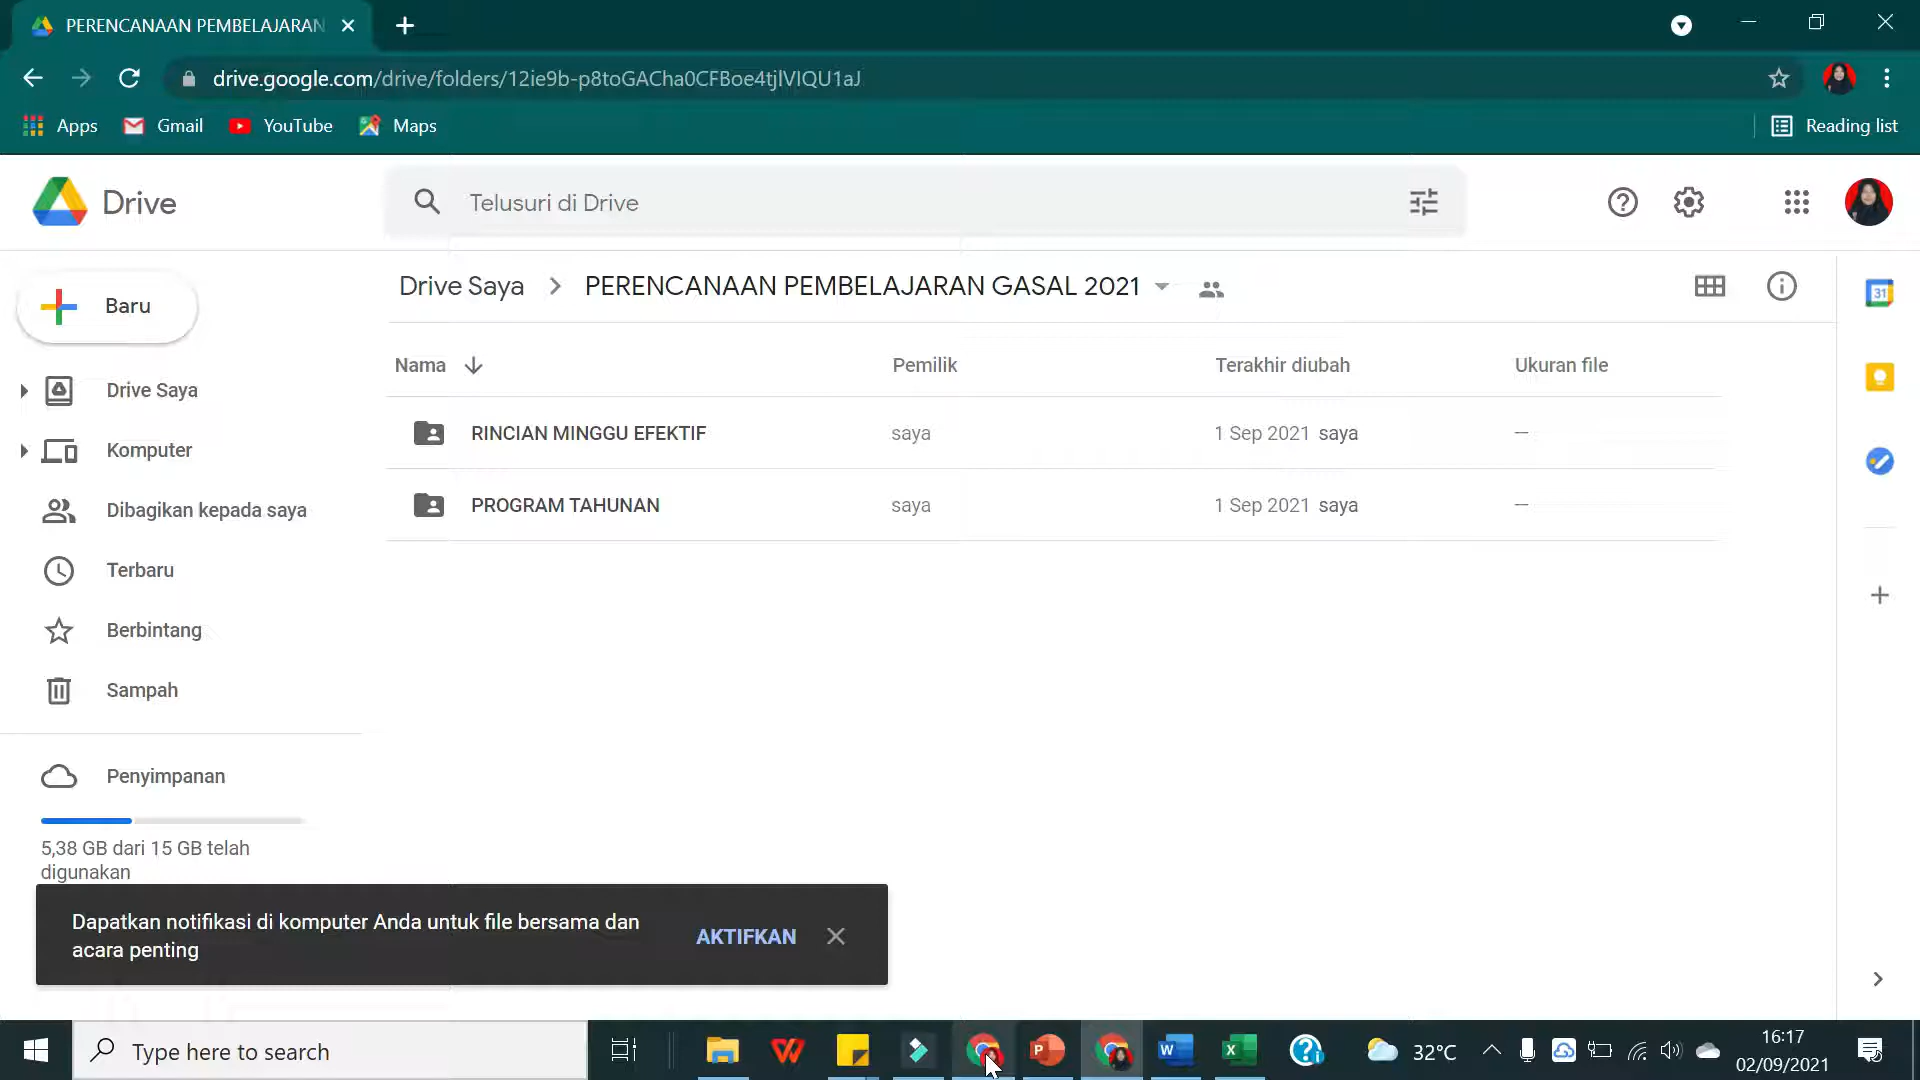 PERENCANAAN PEMBELAJARAN
drive.google.com/drive/folders/12ie9b-p8toGACha0CFBoe4tjlVIQU1aJ
Apps Gmail YouTube Maps Reading list
Drive Telusuri di Drive
Baru
Drive Saya
Komputer
Dibagikan kepada saya
Terbaru
Berbintang
Sampah
Penyimpanan
5,38 GB dari 15 GB telah
digunakan
Drive Saya > PERENCANAAN PEMBELAJARAN GASAL 2021
Nama Pemilik Terakhir diubah Ukuran file
RINCIAN MINGGU EFEKTIF saya 1 Sep 2021 saya —
PROGRAM TAHUNAN saya 1 Sep 2021 saya —
31
Dapatkan notifikasi di komputer Anda untuk file bersama dan
acara penting
AKTIFKAN
Type here to search
32°C
16:17
02/09/2021